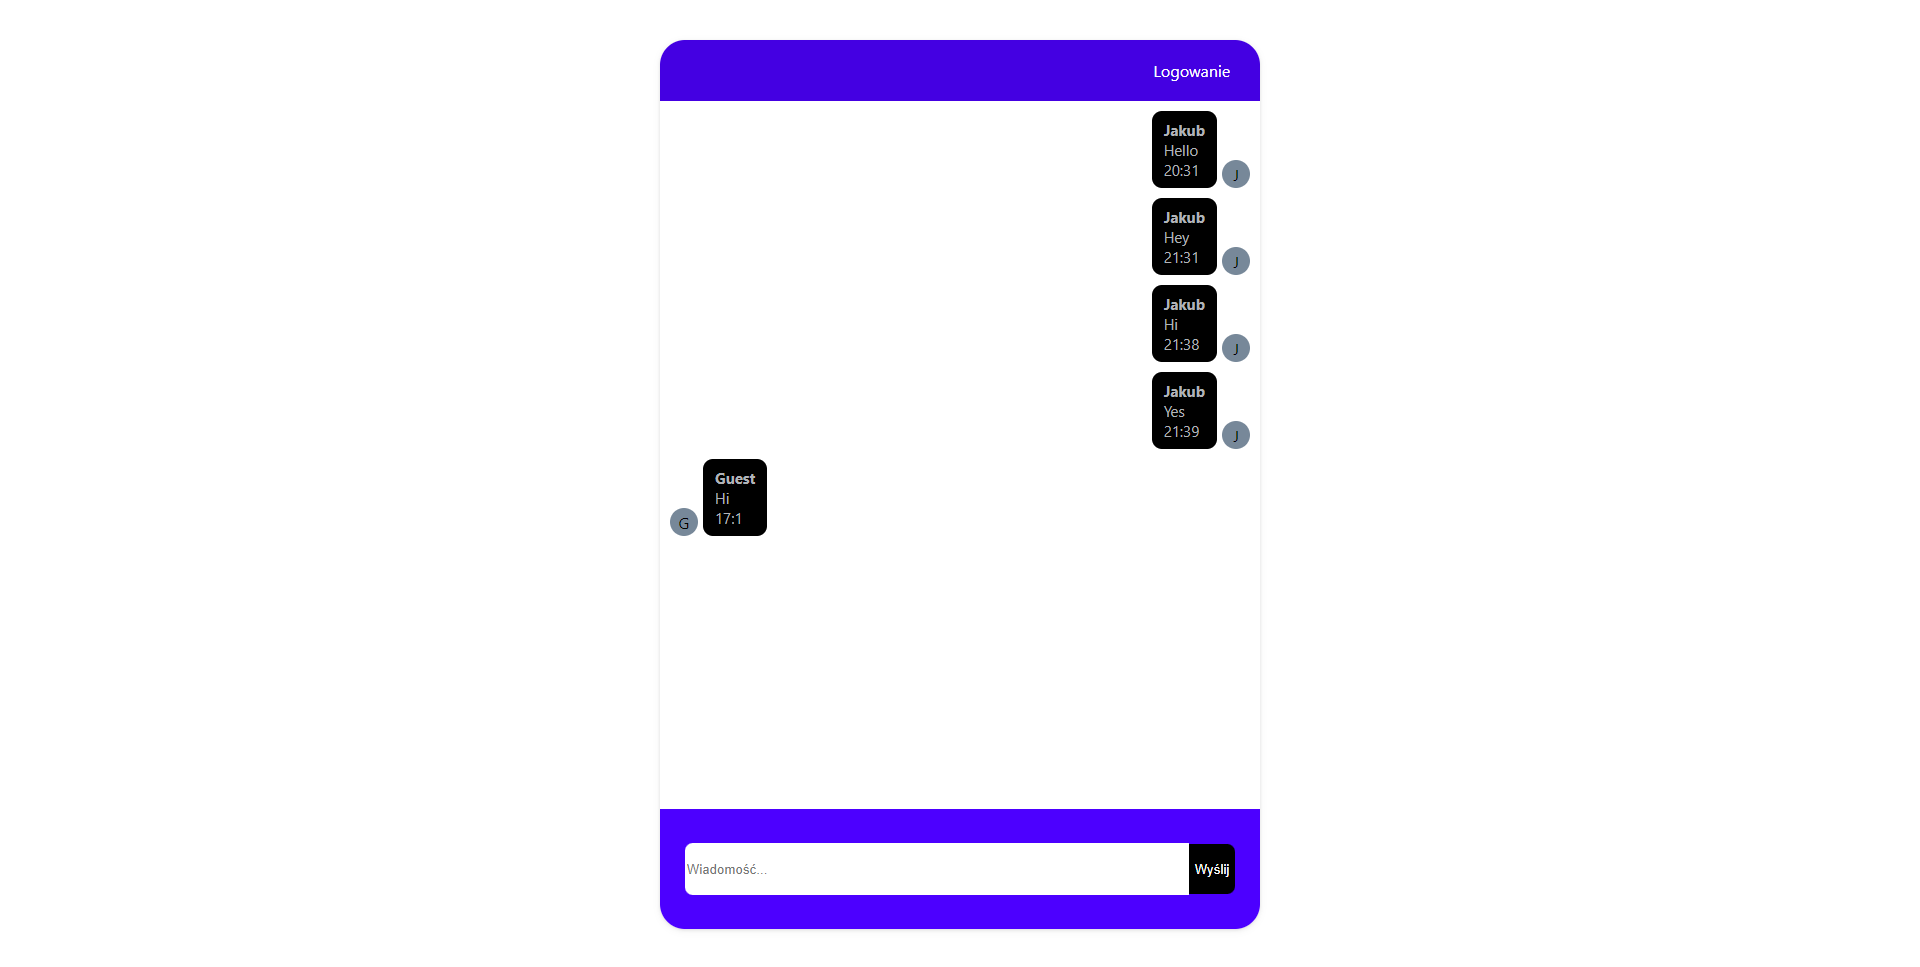 Logowanie
Jakub
Hello
20:31
J
Jakub
Hey
21:31
J
Jakub
Hi
21:38
J
Jakub
Yes
21:39
J
Guest
Hi
17:1
G
Wiadomość...
Wyślij